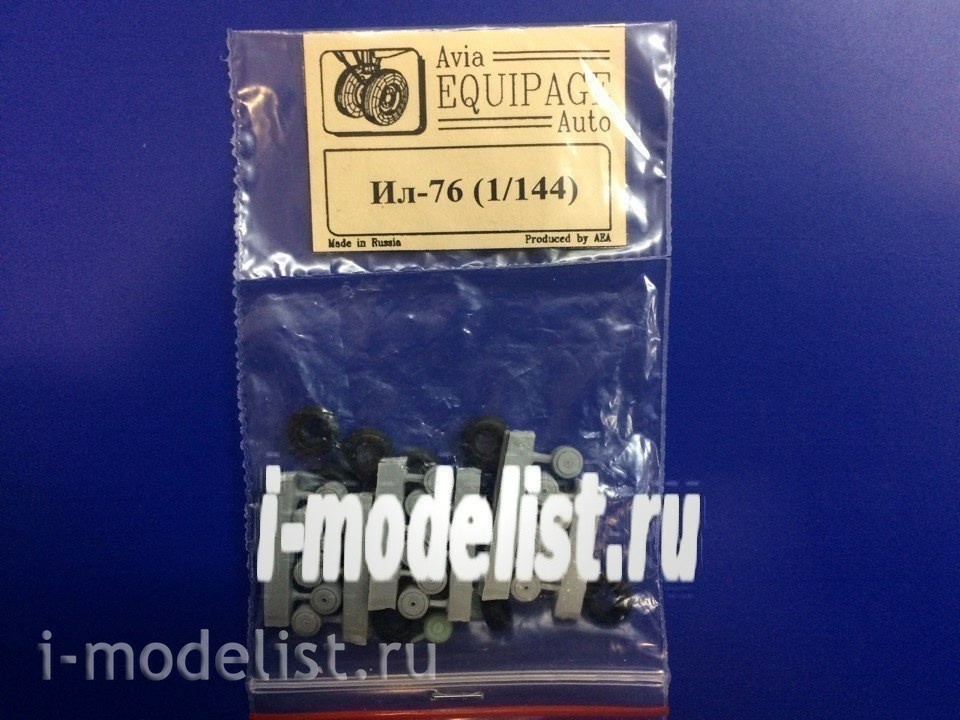 Avia
EQUIPAGE
Auto
Ил-76 (1/144)
Made in Russia
Produced by AEA
i-modelist.ru
i-modelist.ru